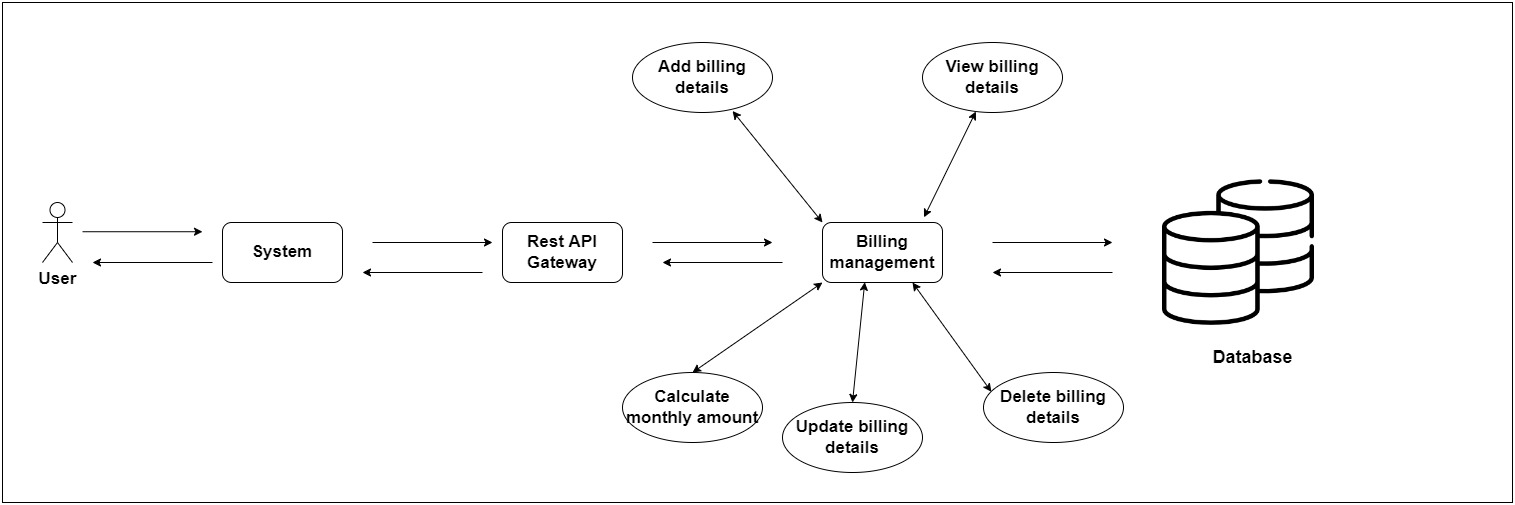 Add billing
details
View billing
details
User
System
Rest API
Gateway
Billing
management
Database
Calculate
monthly amount
Update billing
details
Delete billing
details